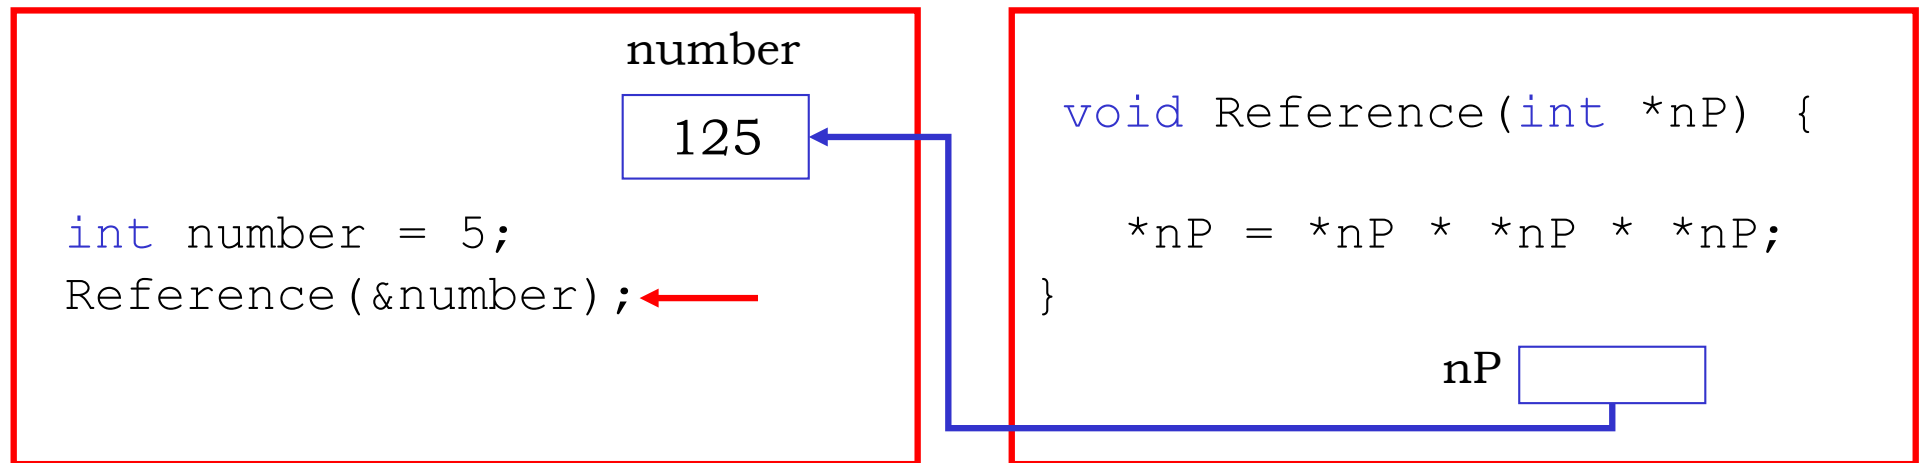 number
125
int number = 5;
Reference(&number);
void Reference(int *nP) {
*nP = *nP * *nP * *nP;
}
nP